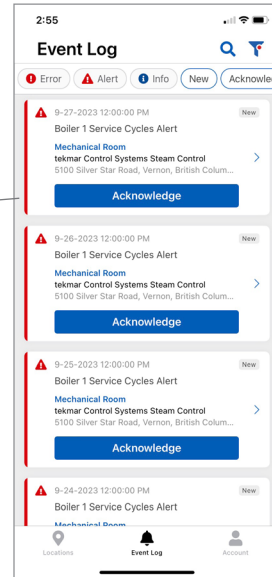 2:55
Event Log
Error
Alert
Info
New
Acknowle
9-27-2023 12:00:00 PM
New
Boiler 1 Service Cycles Alert
Mechanical Room
tekmar Control Systems Steam Control
5100 Silver Star Road, Vernon, British Colum...
Acknowledge
9-26-2023 12:00:00 PM
New
Boiler 1 Service Cycles Alert
Mechanical Room
tekmar Control Systems Steam Control
5100 Silver Star Road, Vernon, British Colum...
Acknowledge
9-25-2023 12:00:00 PM
New
Boiler 1 Service Cycles Alert
Mechanical Room
tekmar Control Systems Steam Control
5100 Silver Star Road, Vernon, British Colum...
Acknowledge
9-24-2023 12:00:00 PM
New
Boiler 1 Service Cycles Alert
Mechanical Room
Locations
Event Log
Account